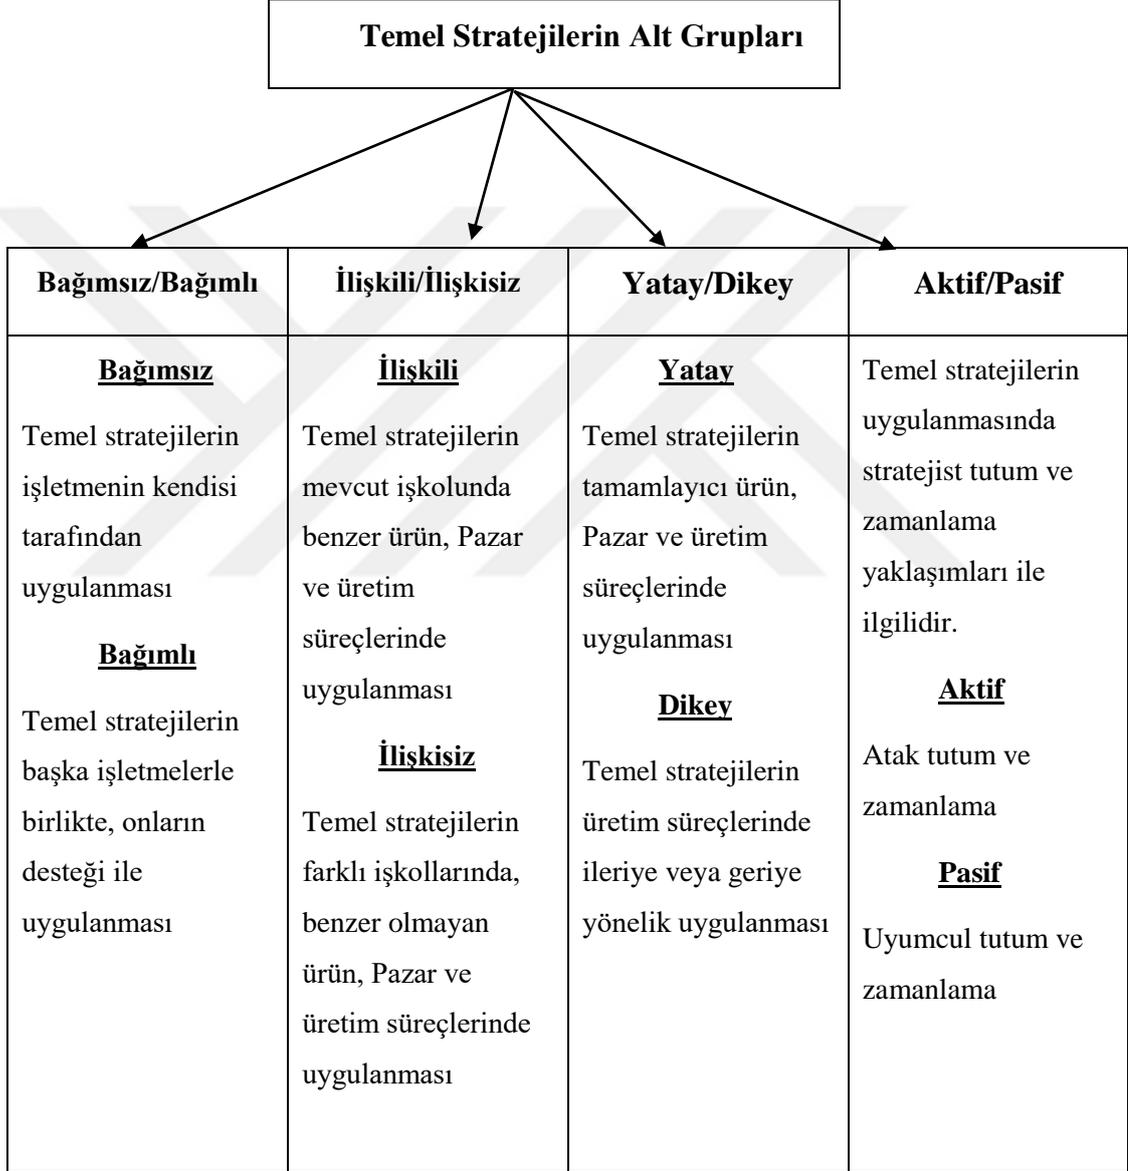 Temel Stratejilerin Alt Grupları
Bağımsız/Bağımlı
Bağımsız
Temel stratejilerin
işletmenin kendisi
tarafından
uygulanması
Bağımlı
Temel stratejilerin
başka işletmelerle
birlikte, onların
desteği ile
uygulanması
İlişkili/İlişkisiz
İlişkili
Temel stratejilerin
mevcut işkolunda
benzer ürün, Pazar
ve üretim
süreçlerinde
uygulanması
İlişkisiz
Temel stratejilerin
farklı işkollarında,
benzer olmayan
ürün, Pazar ve
üretim süreçlerinde
uygulanması
Yatay/Dikey
Yatay
Temel stratejilerin
tamamlayıcı ürün,
Pazar ve üretim
süreçlerinde
uygulanması
Dikey
Temel stratejilerin
üretim süreçlerinde
ileriye veya geriye
yönelik uygulanması
Aktif/Pasif
Temel stratejilerin
uygulanmasında
stratejist tutum ve
zamanlama
yaklaşımları ile
ilgilidir.
Aktif
Atak tutum ve
zamanlama
Pasif
Uyumcul tutum ve
zamanlama